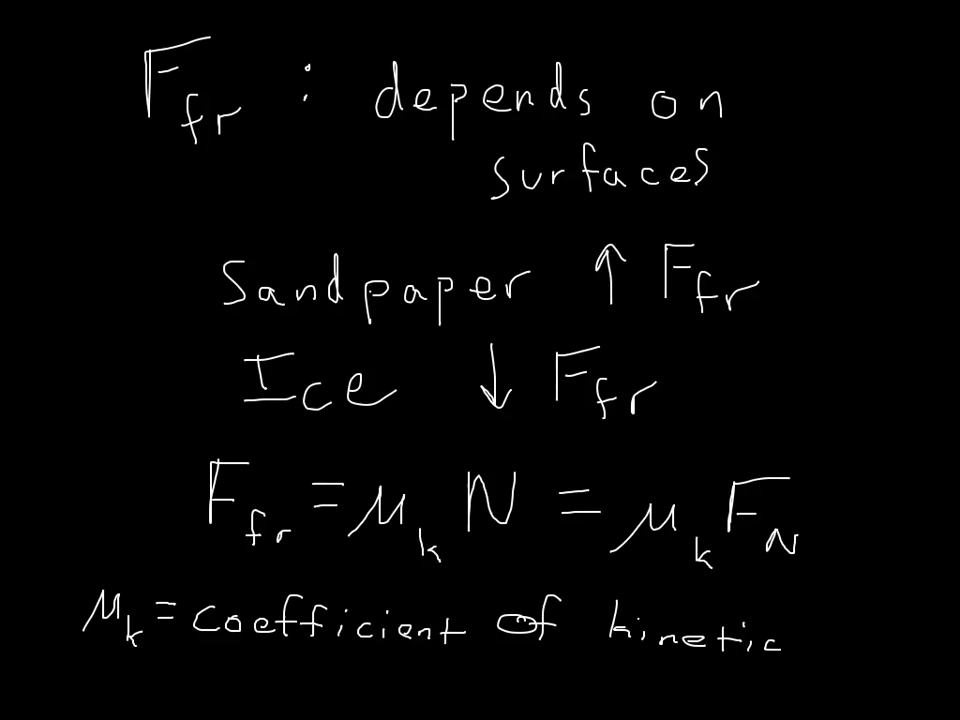 F_fr : depends on
surfaces
Sandpaper ↑ F_fr
Ice ↓ F_fr
F_fr = μ_k N = μ_k F_N
μ_k = coefficient of kinetic